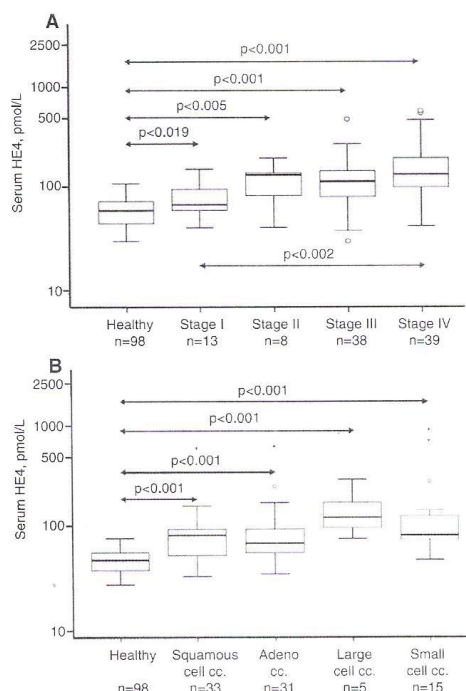 A
2500
1000
500
100
10
Serum HE4, pmol/L
p<0.001
p<0.001
p<0.005
p<0.019
p<0.002
Healthy Stage I Stage II Stage III Stage IV
n=98 n=13 n=8 n=38 n=39
B
2500
1000
500
100
10
Serum HE4, pmol/L
p<0.001
p<0.001
p<0.001
p<0.001
Healthy Squamous Adeno Large Small
cell cc. cc. cell cc. cell cc.
n=98 n=33 n=31 n=5 n=15